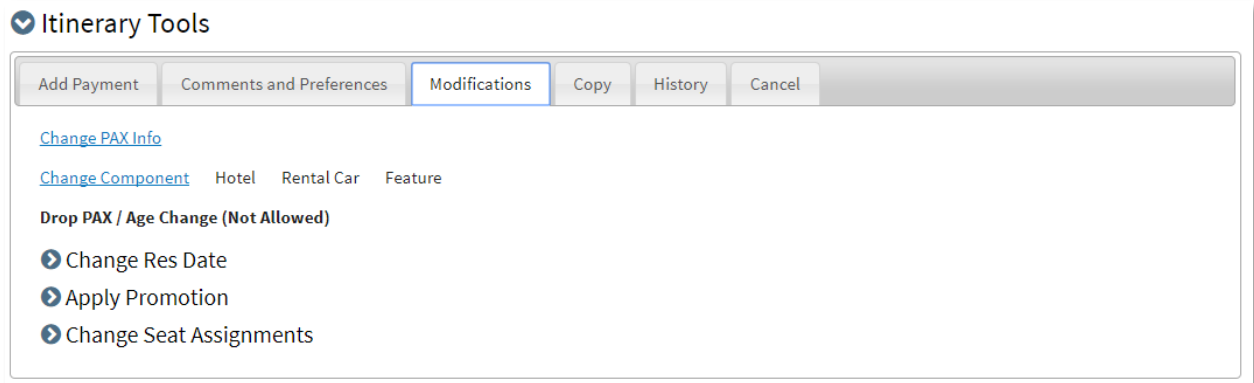 Itinerary Tools
Add Payment Comments and Preferences Modifications Copy History Cancel
Change PAX Info
Change Component Hotel Rental Car Feature
Drop PAX / Age Change (Not Allowed)
Change Res Date
Apply Promotion
Change Seat Assignments